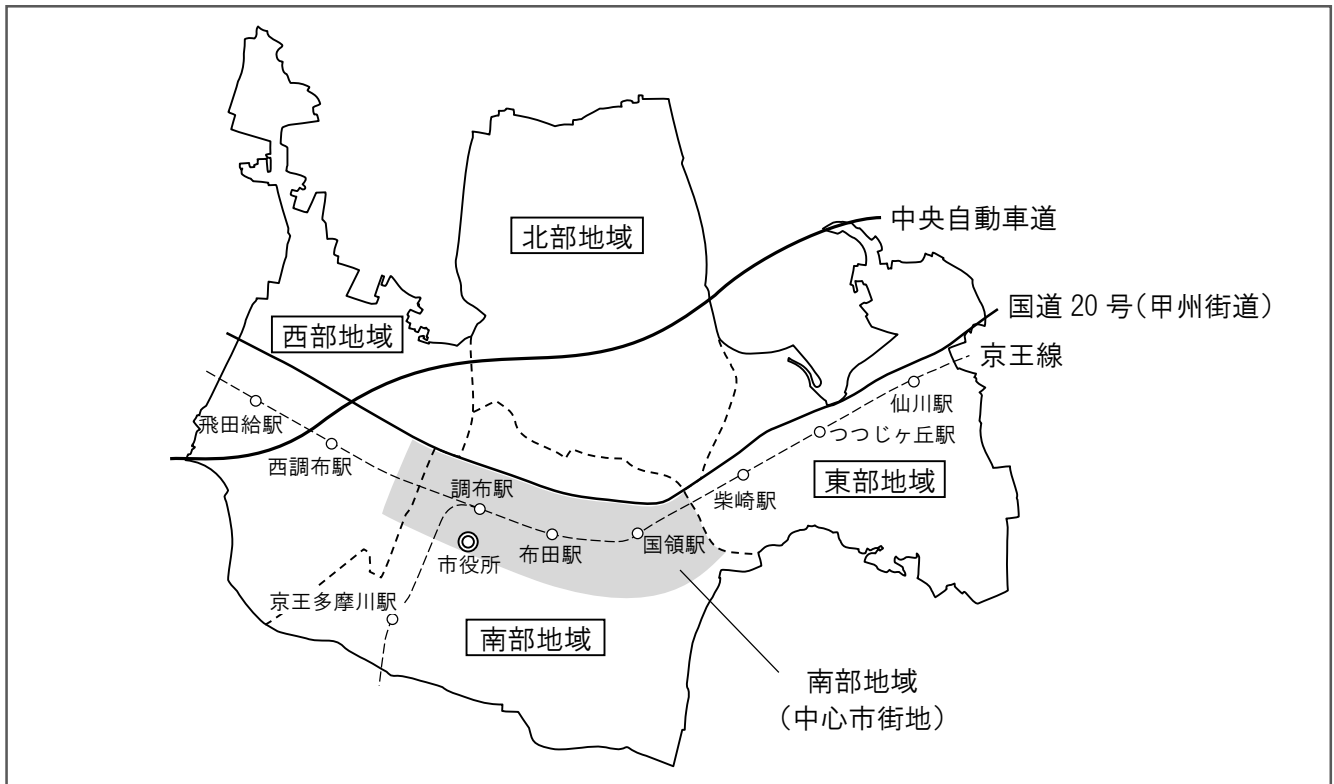 中央自動車道
北部地域
国道 20 号(甲州街道)
西部地域
京王線
仙川駅
飛田給駅
つつじヶ丘駅
西調布駅
東部地域
調布駅
柴崎駅
国領駅
布田駅
市役所
京王多摩川駅
南部地域
南部地域
(中心市街地)